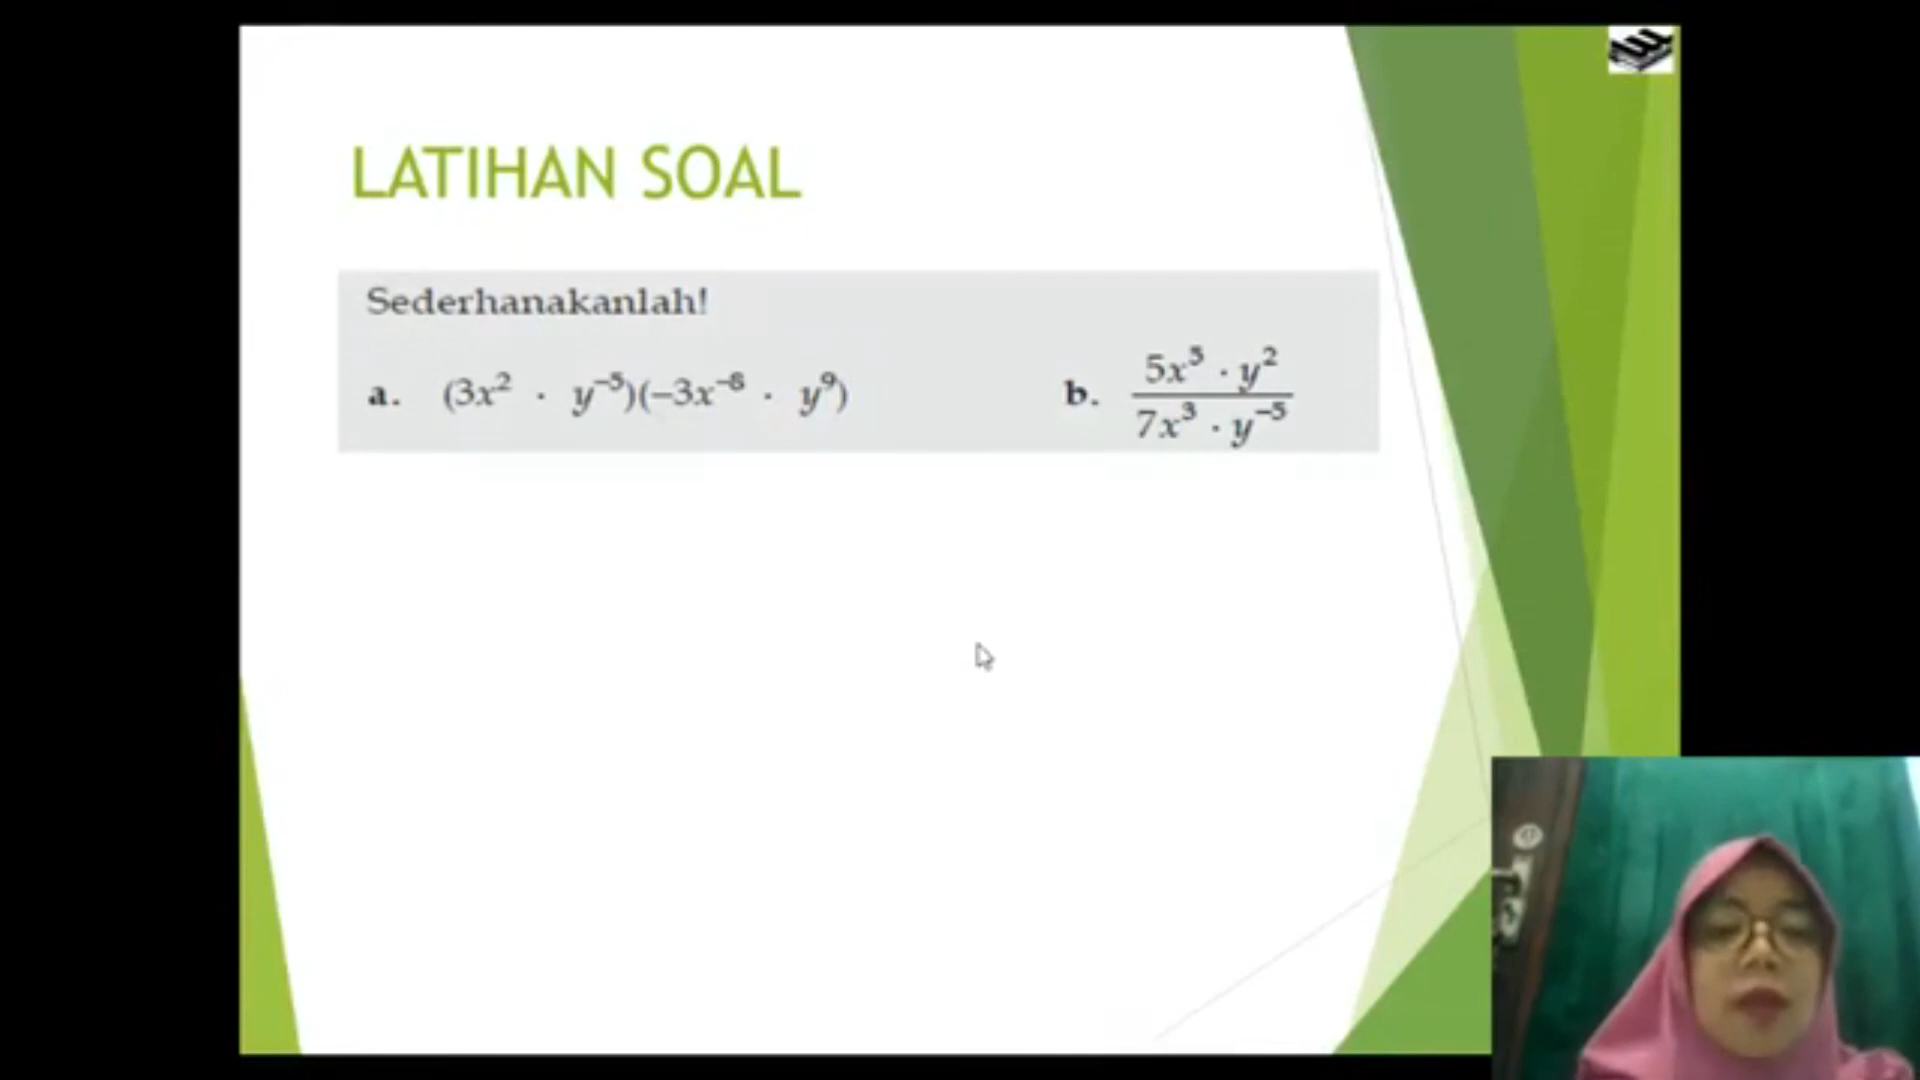 LATIHAN SOAL
Sederhanakanlah!
a. (3x² · y⁻⁵)(−3x⁻⁸ · y⁹)
b. 5x⁵ · y² / 7x³ · y⁻⁵